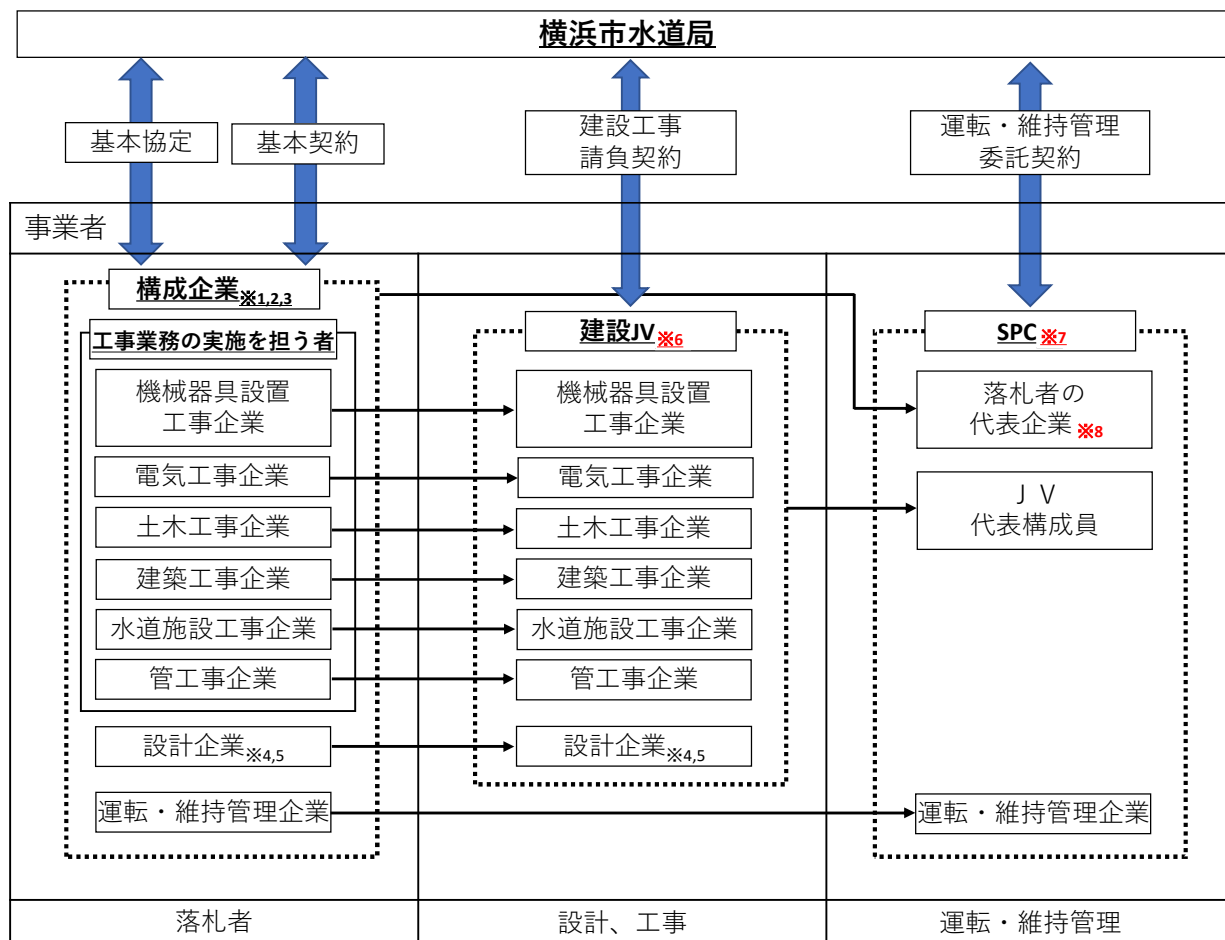 横浜市水道局
基本協定
基本契約
建設工事
請負契約
運転・維持管理
委託契約
事業者
構成企業※1,2,3
工事業務の実施を担う者
機械器具設置
工事企業
電気工事企業
土木工事企業
建築工事企業
水道施設工事企業
管工事企業
設計企業※4,5
運転・維持管理企業
建設JV※6
機械器具設置
工事企業
電気工事企業
土木工事企業
建築工事企業
水道施設工事企業
管工事企業
設計企業※4,5
SPC ※7
落札者の
代表企業※8
ＪＶ
代表構成員
運転・維持管理企業
落札者
設計、工事
運転・維持管理